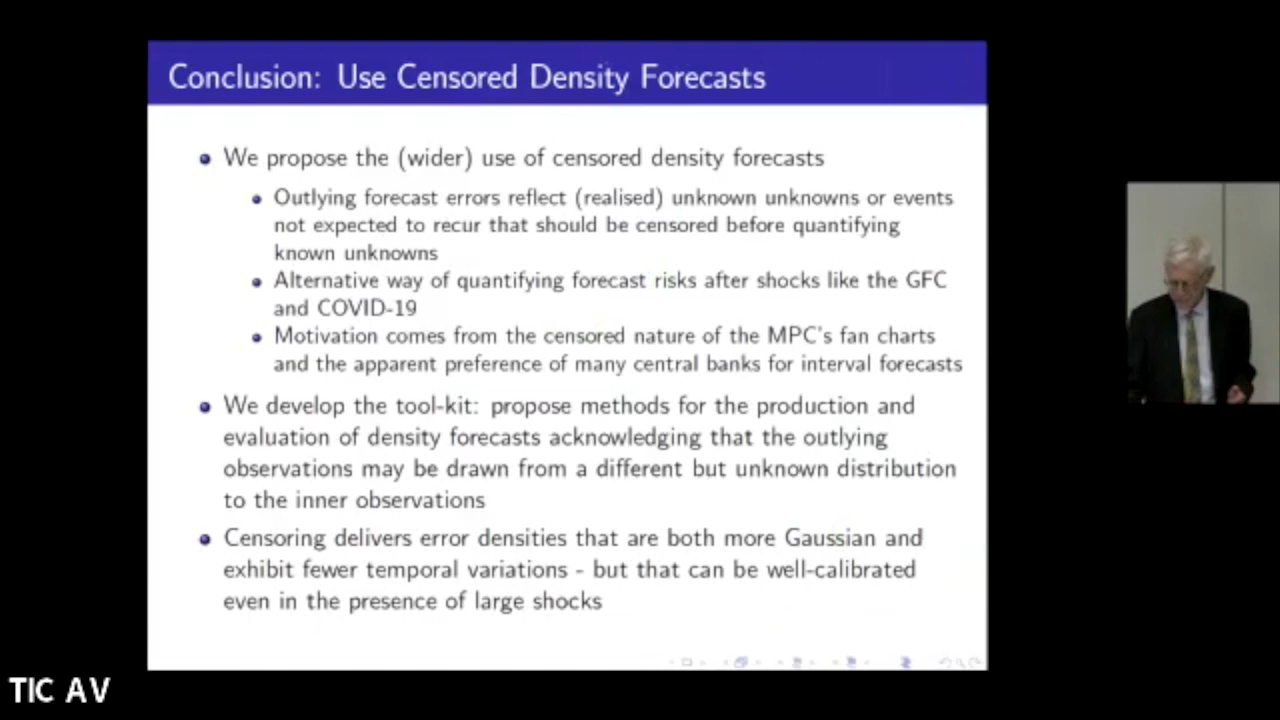 Conclusion: Use Censored Density Forecasts
We propose the (wider) use of censored density forecasts
Outlying forecast errors reflect (realised) unknown unknowns or events
not expected to recur that should be censored before quantifying
known unknowns
Alternative way of quantifying forecast risks after shocks like the GFC
and COVID-19
Motivation comes from the censored nature of the MPC's fan charts
and the apparent preference of many central banks for interval forecasts
We develop the tool-kit: propose methods for the production and
evaluation of density forecasts acknowledging that the outlying
observations may be drawn from a different but unknown distribution
to the inner observations
Censoring delivers error densities that are both more Gaussian and
exhibit fewer temporal variations - but that can be well-calibrated
even in the presence of large shocks
TIC AV